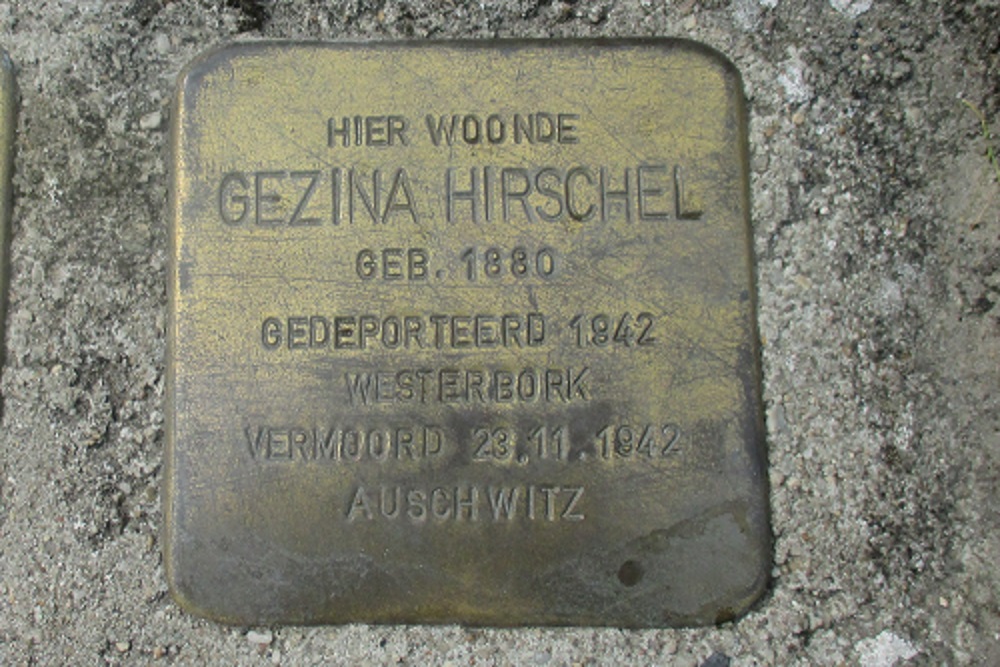 HIER WOONDE
GEZINA HIRSCHEL
GEB. 1880
GEDEPORTEERD 1942
WESTERBORK
VERMOORD 23.11.1942
AUSCHWITZ